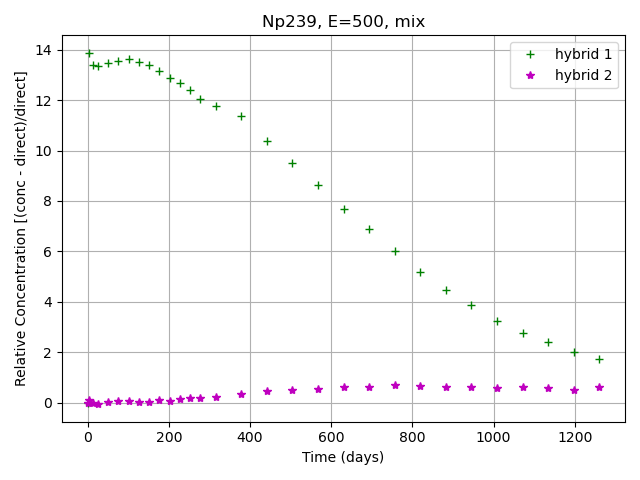 Np239, E=500, mix
hybrid 1
hybrid 2
Relative Concentration [(conc - direct)/direct]
14
12
10
8
6
4
2
0
0 200 400 600 800 1000 1200
Time (days)